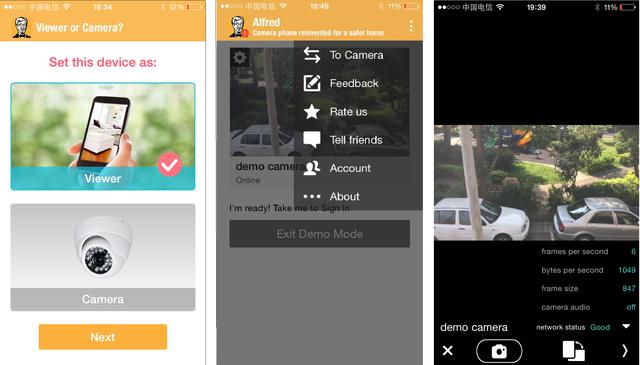 中国电信 19:34 12%
Viewer or Camera?
Set this device as:
Viewer
Camera
Next
中国电信 19:49 11%
Alfred
Camera phone reinvented for a safer home
To Camera
Feedback
Rate us
Tell friends
Account
About
demo camera
Online
I'm ready! Take me to Sign In
Exit Demo Mode
中国电信 19:39 11%
frames per second 6
bytes per second 1049
frame size 847
camera audio off
demo camera network status Good